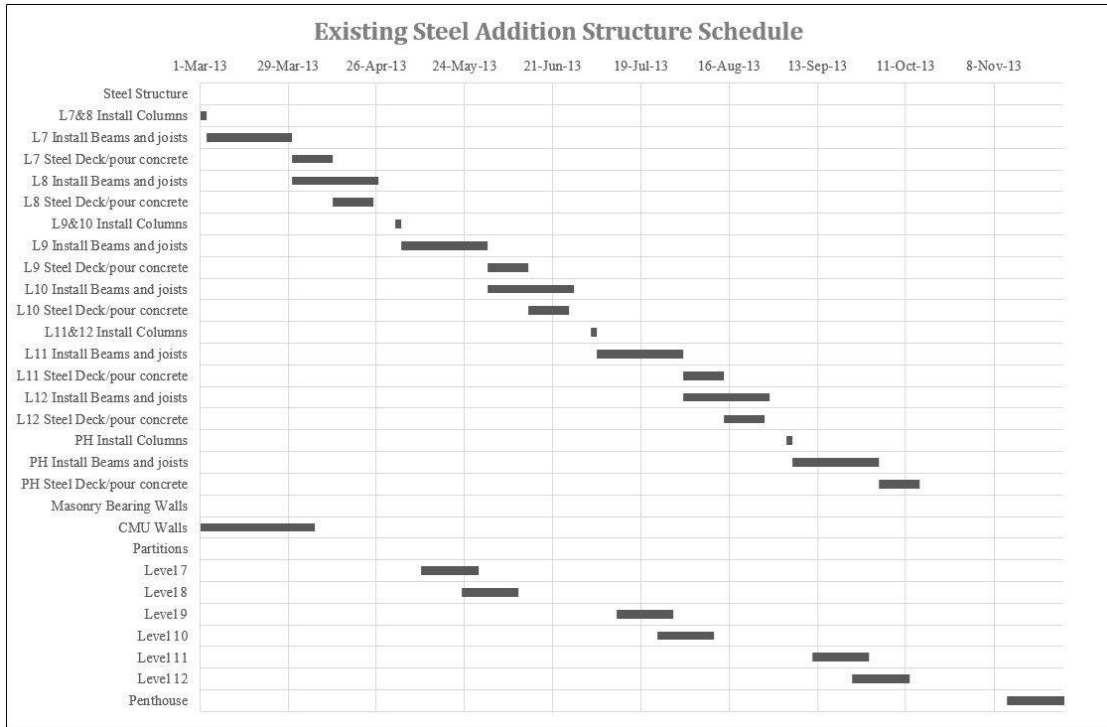 Existing Steel Addition Structure Schedule
1-Mar-13 29-Mar-13 26-Apr-13 24-May-13 21-Jun-13 19-Jul-13 16-Aug-13 13-Sep-13 11-Oct-13 8-Nov-13
Steel Structure
L7&8 Install Columns
L7 Install Beams and joists
L7 Steel Deck/pour concrete
L8 Install Beams and joists
L8 Steel Deck/pour concrete
L9&10 Install Columns
L9 Install Beams and joists
L9 Steel Deck/pour concrete
L10 Install Beams and joists
L10 Steel Deck/pour concrete
L11&12 Install Columns
L11 Install Beams and joists
L11 Steel Deck/pour concrete
L12 Install Beams and joists
L12 Steel Deck/pour concrete
PH Install Columns
PH Install Beams and joists
PH Steel Deck/pour concrete
Masonry Bearing Walls
CMU Walls
Partitions
Level 7
Level 8
Level 9
Level 10
Level 11
Level 12
Penthouse